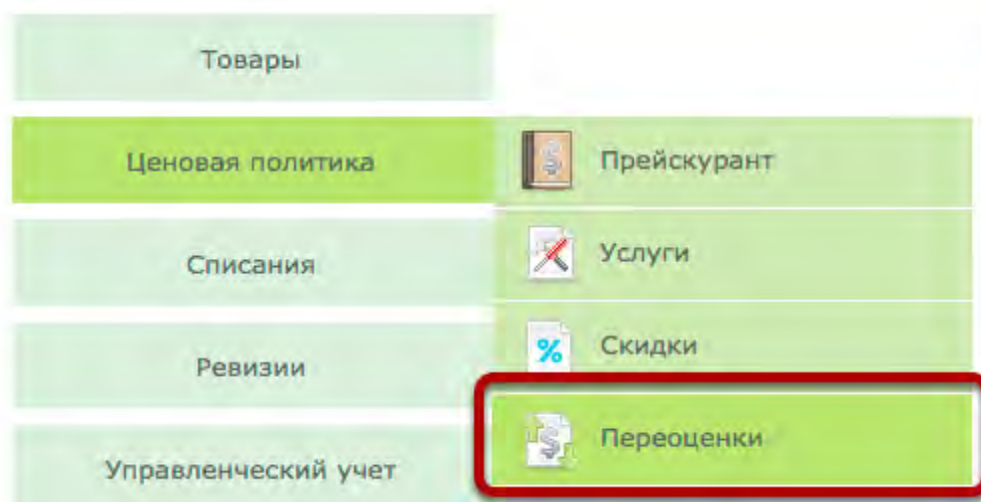 Товары
Ценовая политика
Прейскурант
Списания
Услуги
Ревизии
Скидки
Управленческий учет
Переоценки